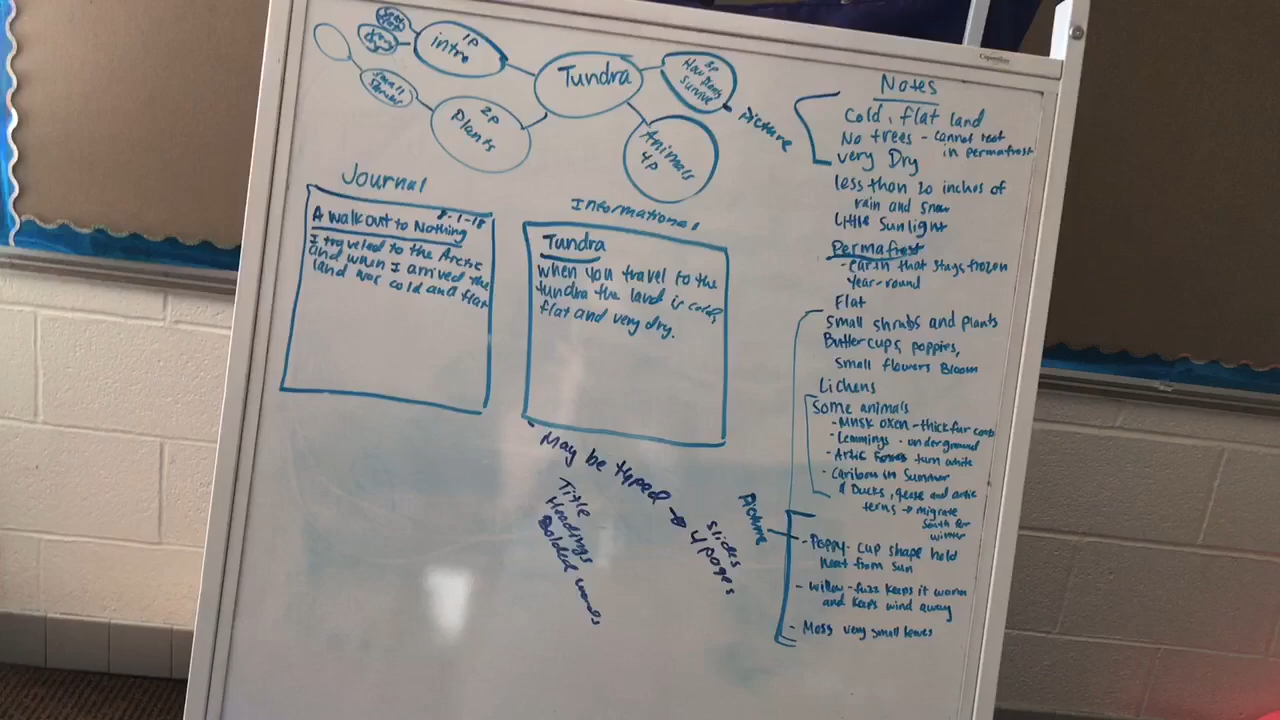 1P
intro
Tundra
3P
How Plants
survive
Picture
small
2P
Plants
Animals
4P
Journal
8-1-18
A walk out to Nothing
I traveled to the Arctic
and when I arrived the
land was cold and flat
Informational
Tundra
when you travel to the
tundra the land is cold,
flat and very dry.
May be typed → slides
4 pages
Title
Headings
Bolded words
Notes
Cold, flat land
No trees - cannot root
in permafrost
very Dry
less than 20 inches of
rain and snow
Little sunlight
Permafrost
- earth that stays frozen
year-round
Flat
Small shrubs and plants
Buttercups, poppies,
small flowers Bloom
Lichens
Some animals
- Musk oxen - thick fur coats
- Lemmings - underground
- Artic Foxes turn white
- Caribou in Summer
& Ducks, geese and artic
terns → migrate
South for
winter
Picture
- Poppy - cup shape hold
heat from sun
- willow - fuzz keeps it warm
and keeps wind away
- Moss very small leaves